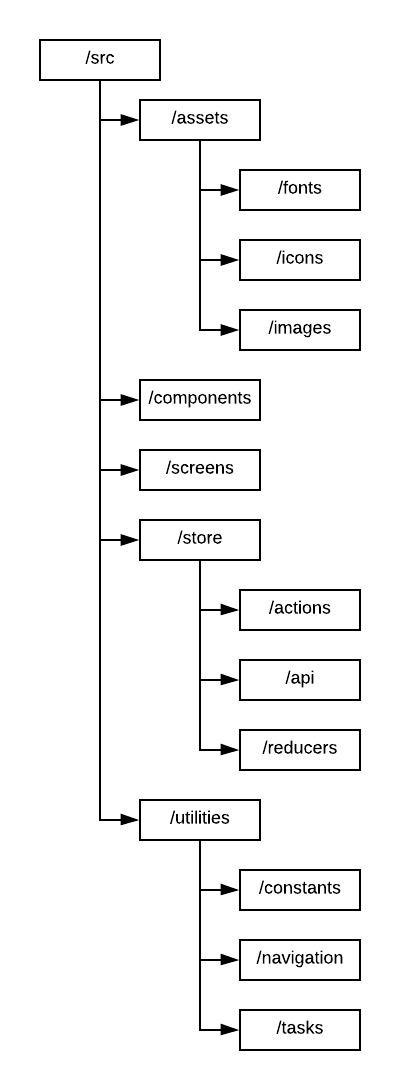 /src
/assets
/fonts
/icons
/images
/components
/screens
/store
/actions
/api
/reducers
/utilities
/constants
/navigation
/tasks